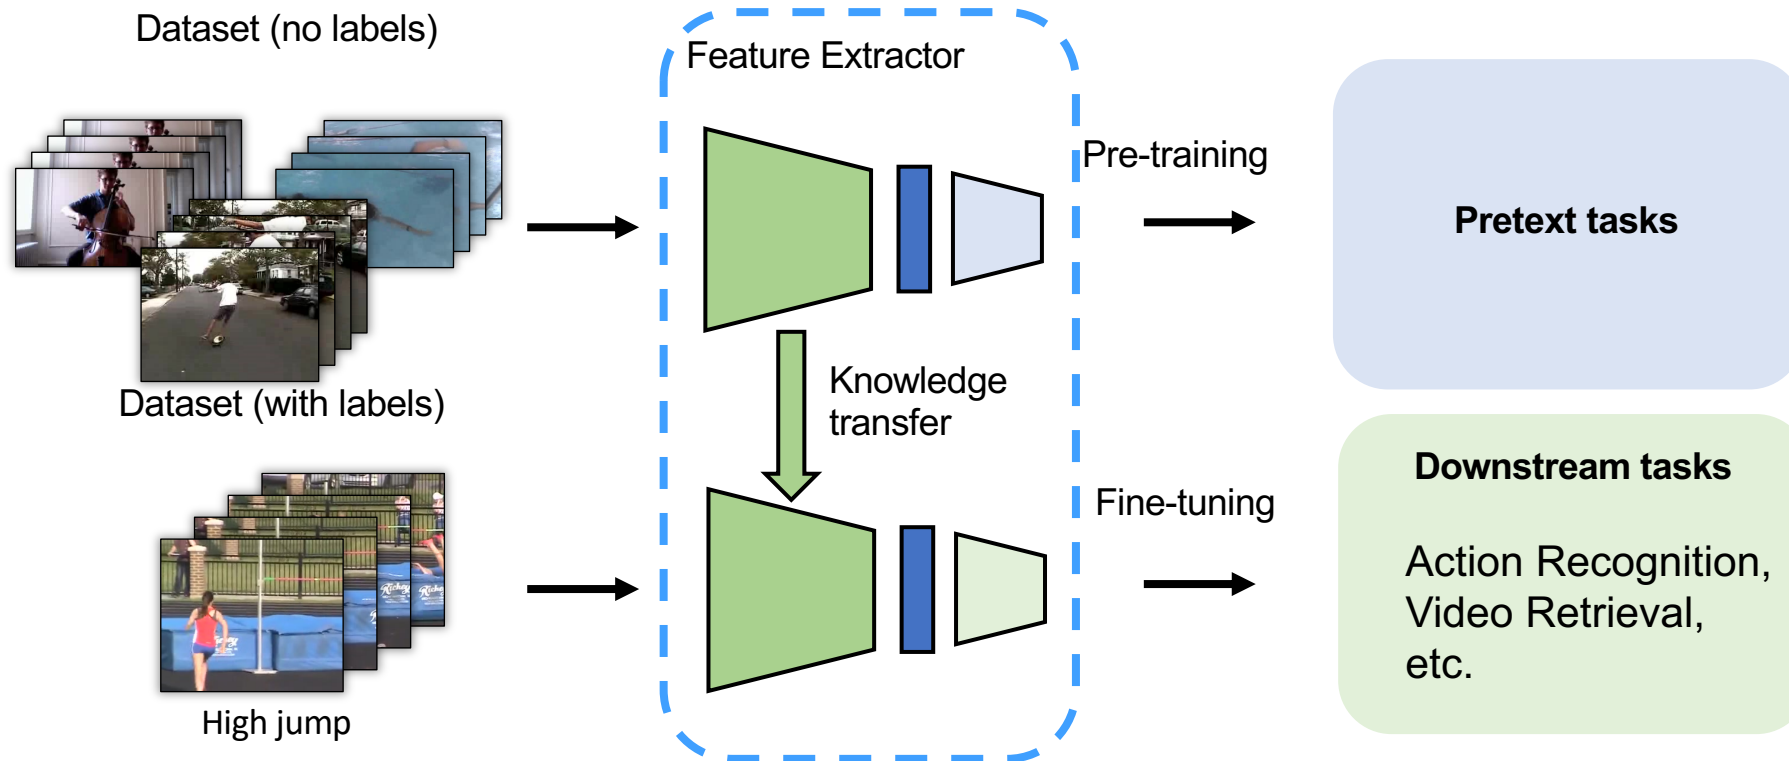 Dataset (no labels)
Feature Extractor
Pre-training
Pretext tasks
Knowledge
transfer
Dataset (with labels)
Downstream tasks
Fine-tuning
Action Recognition,
Video Retrieval,
etc.
High jump